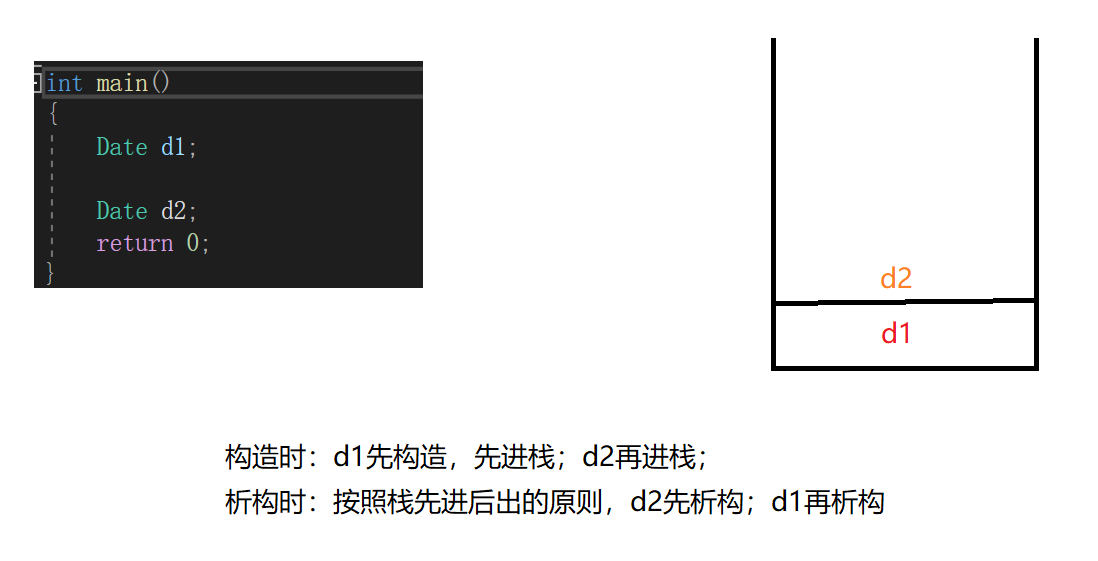 int main()
{
Date d1;
Date d2;
return 0;
}
d2
d1
构造时：d1先构造，先进栈；d2再进栈；
析构时：按照栈先进后出的原则，d2先析构；d1再析构